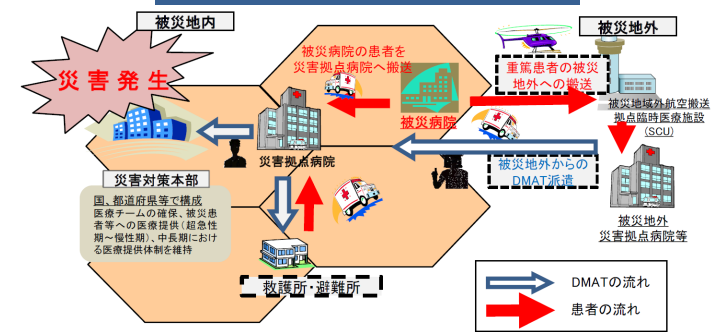 被災地内
被災地外
災害発生
被災病院の患者を
災害拠点病院へ搬送
重篤患者の被災
地外への搬送
被災病院
被災地域外航空搬送
拠点臨時医療施設
(SCU)
災害拠点病院
被災地外からの
DMAT派遣
災害対策本部
国、都道府県等で構成
医療チームの確保、被災患
者等への医療提供(超急性
期～慢性期)、中長期におけ
る医療提供体制を維持
被災地外
災害拠点病院等
救護所・避難所
DMATの流れ
患者の流れ